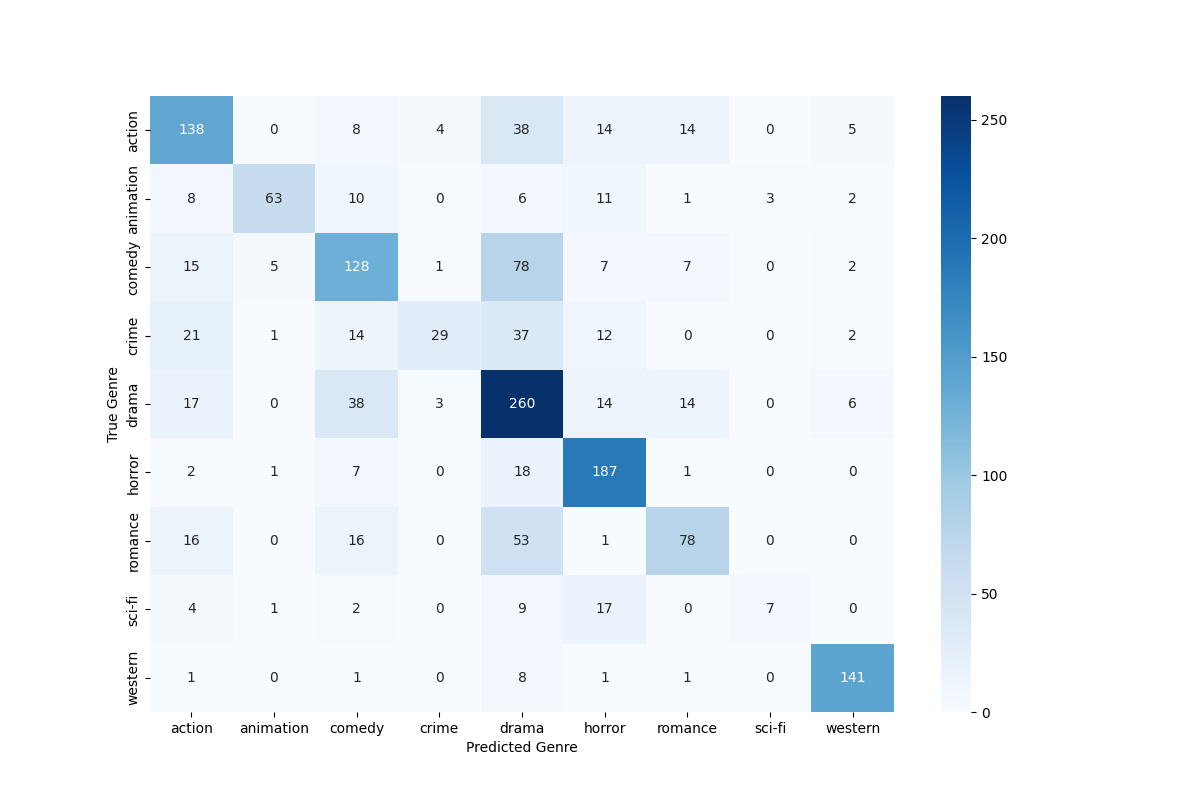 action 138 0 8 4 38 14 14 0 5
animation 8 63 10 0 6 11 1 3 2
comedy 15 5 128 1 78 7 7 0 2
crime 21 1 14 29 37 12 0 0 2
drama 17 0 38 3 260 14 14 0 6
horror 2 1 7 0 18 187 1 0 0
romance 16 0 16 0 53 1 78 0 0
sci-fi 4 1 2 0 9 17 0 7 0
western 1 0 1 0 8 1 1 0 141
True Genre
action animation comedy crime drama horror romance sci-fi western
Predicted Genre
250
200
150
100
50
0